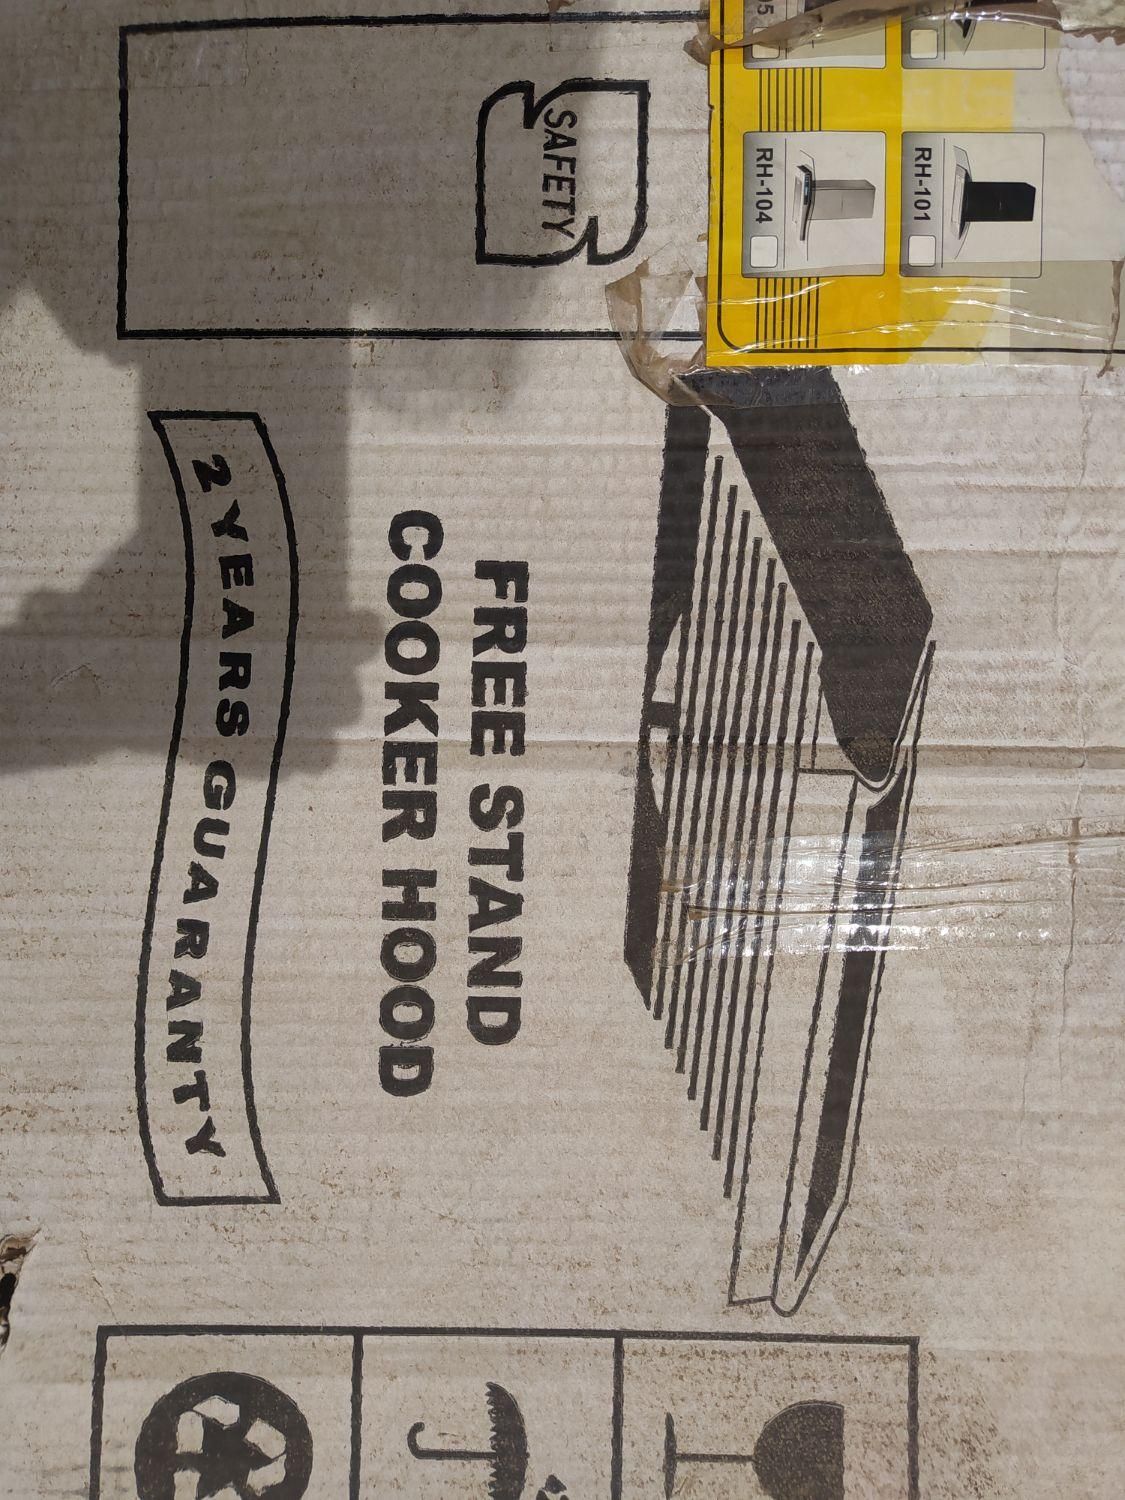 SAFETY
RH-101
RH-104
FREE STAND
COOKER HOOD
2 YEARS GUARANTY